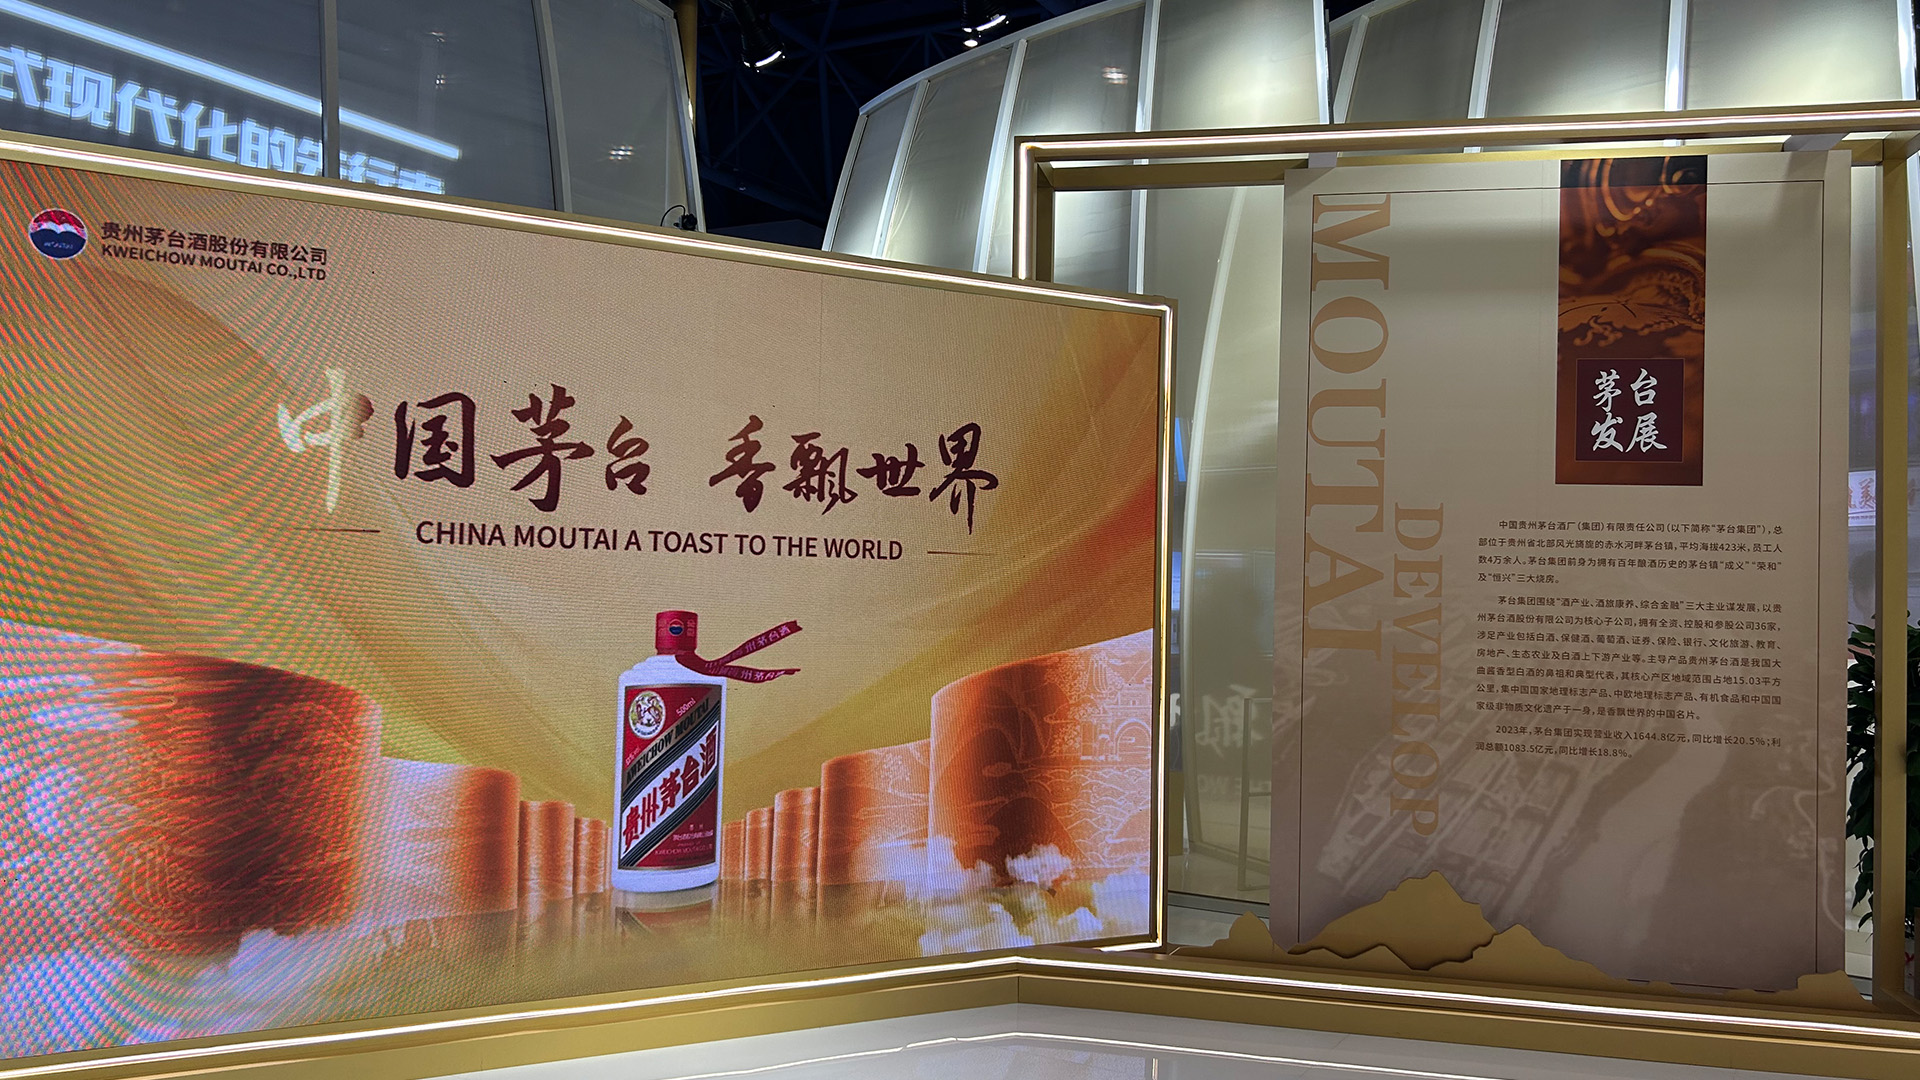 式现代化的先行者
贵州茅台酒股份有限公司
KWEICHOW MOUTAI CO.,LTD
中国茅台 香飘世界
CHINA MOUTAI A TOAST TO THE WORLD
贵州茅台酒
500ml
KWEICHOW MOUTAI
贵州茅台酒
MOUTAI
DEVELOP
茅台
发展
中国贵州茅台酒厂(集团)有限责任公司(以下简称“茅台集团”),总
部位于贵州省北部风光旖旎的赤水河畔茅台镇,平均海拔423米,员工人
数4万余人。茅台集团前身为拥有百年酿酒历史的茅台镇“成义”“荣和”
及“恒兴”三大烧房。
茅台集团围绕“酒产业、酒旅康养、综合金融”三大主业谋发展,以贵
州茅台酒股份有限公司为核心子公司,拥有全资、控股和参股公司36家,
涉足产业包括白酒、保健酒、葡萄酒、证券、保险、银行、文化旅游、教育、
房地产、生态农业及白酒上下游产业等。主导产品贵州茅台酒是我国大
曲酱香型白酒的鼻祖和典型代表,其核心产区地域范围占地15.03平方
公里,集中国国家地理标志产品、中欧地理标志产品、有机食品和中国国
家级非物质文化遗产于一身,是香飘世界的中国名片。
2023年,茅台集团实现营业收入1644.8亿元,同比增长20.5%;利
润总额1083.5亿元,同比增长18.8%。